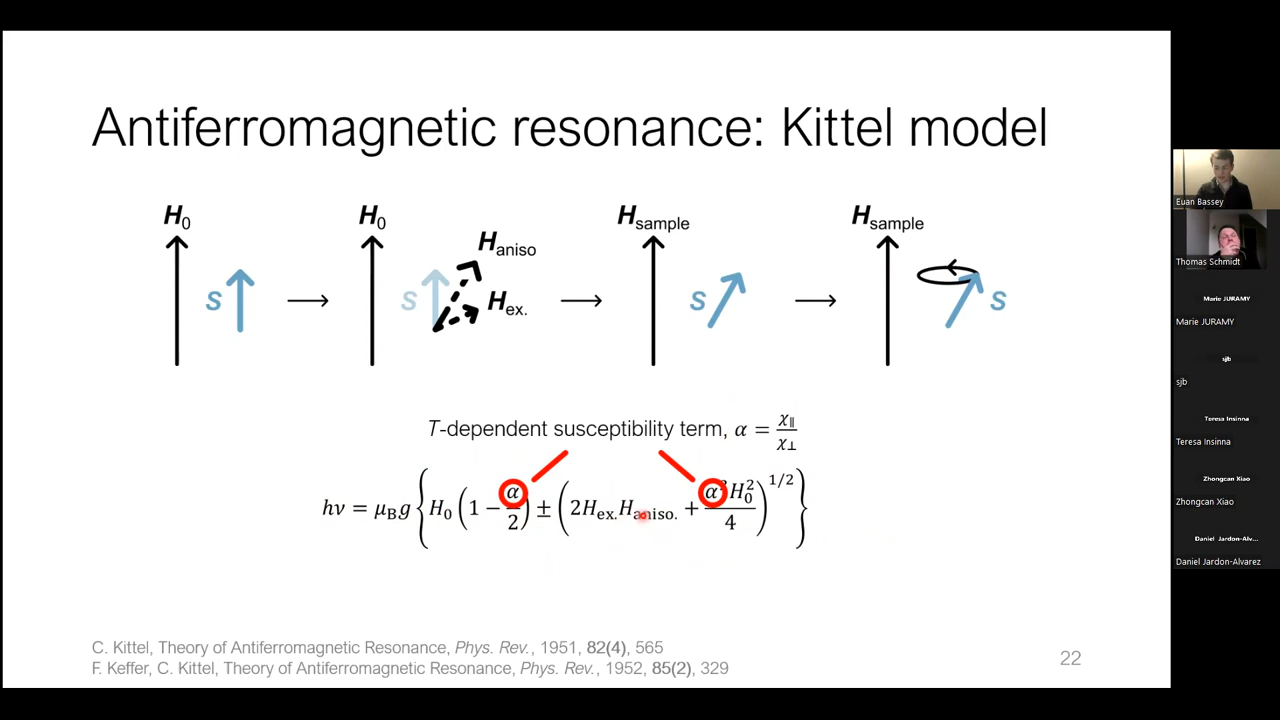 Antiferromagnetic resonance: Kittel model
H₀ H₀ H_sample H_sample
H_aniso
S S H_ex. S S
T-dependent susceptibility term, α = χ∥/χ⊥
hν = μ_B g {H₀ (1 − α/2) ± (2H_ex. H_aniso. + α² H₀²/4)^1/2}
C. Kittel, Theory of Antiferromagnetic Resonance, Phys. Rev., 1951, 82(4), 565
F. Keffer, C. Kittel, Theory of Antiferromagnetic Resonance, Phys. Rev., 1952, 85(2), 329
22
Euan Bassey
Thomas Schmidt
Marie JURAMY
Marie JURAMY
sjb
sjb
Teresa Insinna
Teresa Insinna
Zhongcan Xiao
Zhongcan Xiao
Daniel Jardon-Alv...
Daniel Jardon-Alvarez